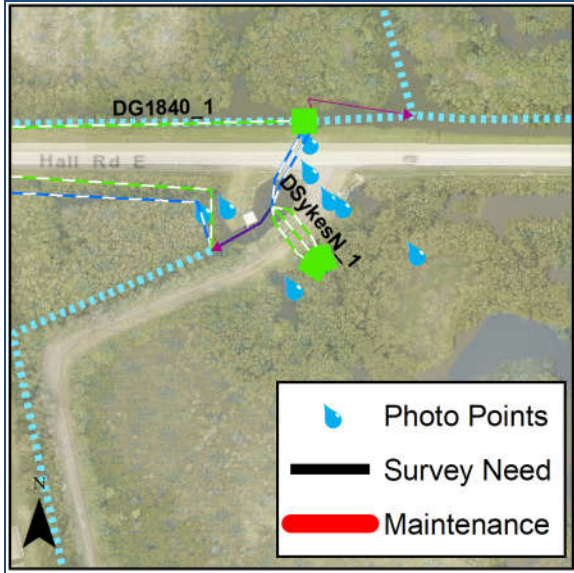 DG1840_1
Hall Rd E
DSykesN_1
Photo Points
Survey Need
N
Maintenance